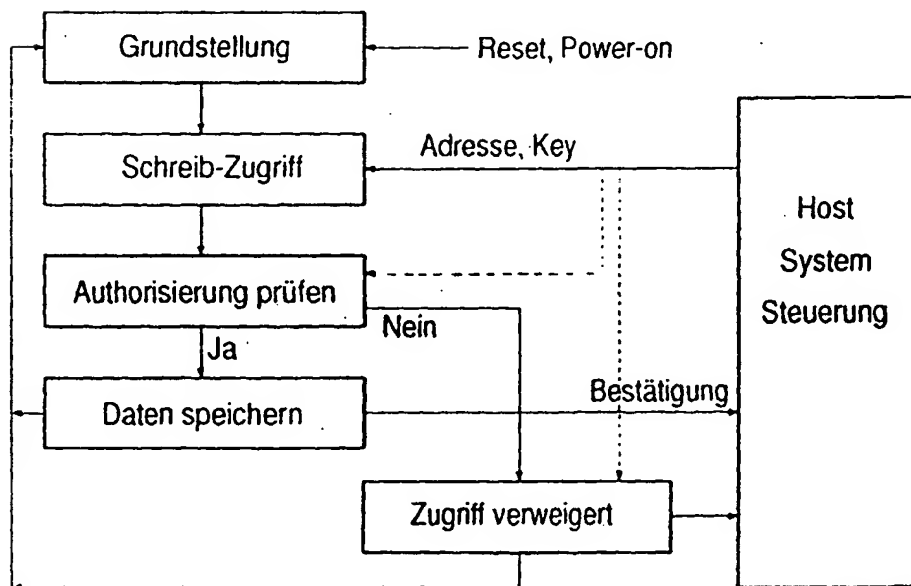 Grundstellung
Reset, Power-on
Schreib-Zugriff
Adresse, Key
Host
System
Steuerung
Authorisierung prüfen
Nein
Ja
Daten speichern
Bestätigung
Zugriff verweigert